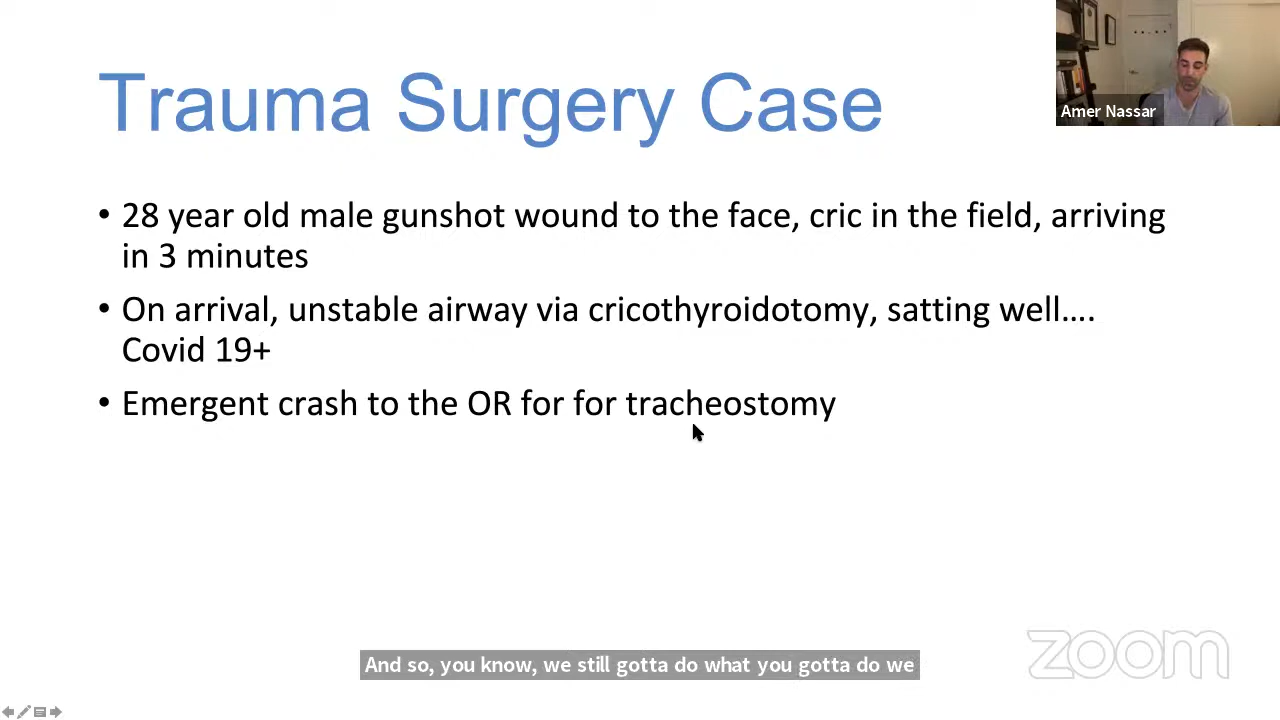 Trauma Surgery Case
Amer Nassar
• 28 year old male gunshot wound to the face, cric in the field, arriving
in 3 minutes
• On arrival, unstable airway via cricothyroidotomy, satting well....
Covid 19+
• Emergent crash to the OR for for tracheostomy
And so, you know, we still gotta do what you gotta do we
zoom